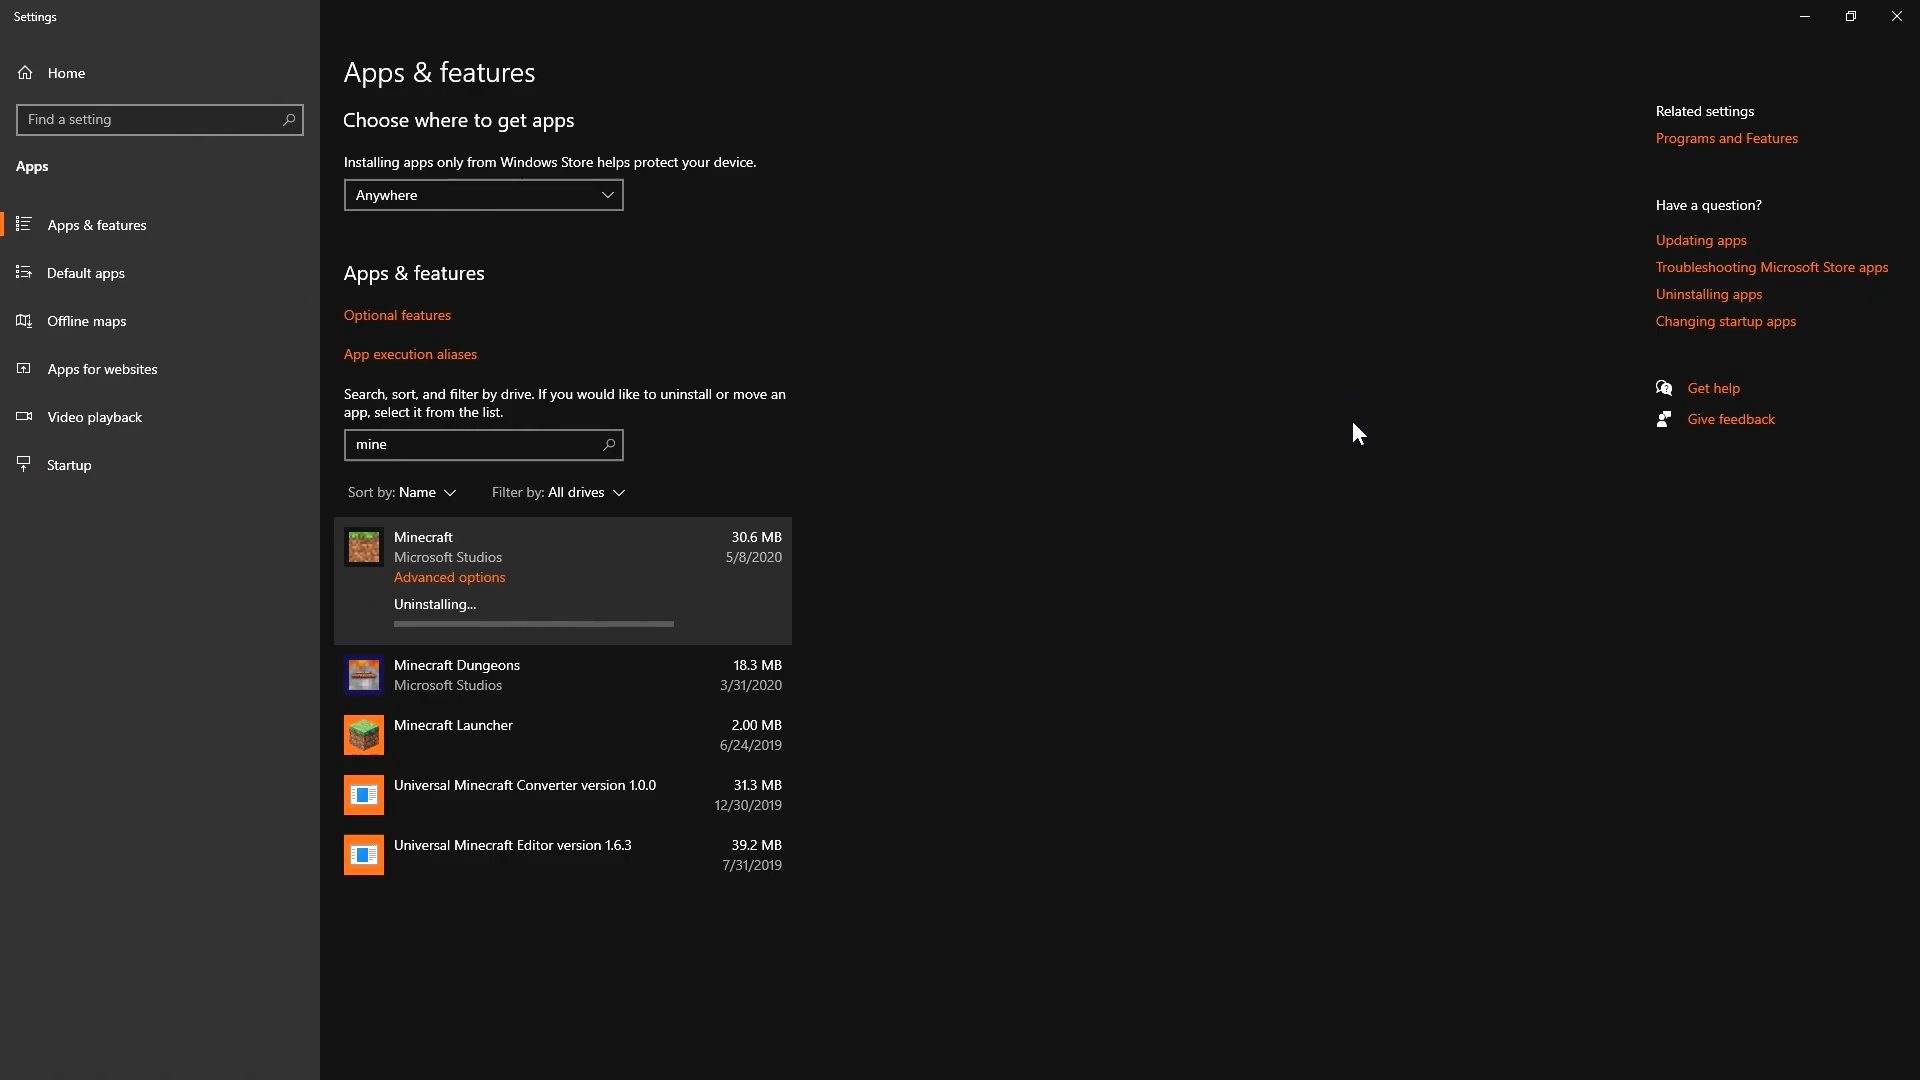 Settings
Home
Find a setting
Apps
Apps & features
Default apps
Offline maps
Apps for websites
Video playback
Startup
Apps & features
Choose where to get apps
Installing apps only from Windows Store helps protect your device.
Anywhere
Apps & features
Optional features
App execution aliases
Search, sort, and filter by drive. If you would like to uninstall or move an
app, select it from the list.
mine
Sort by: Name Filter by: All drives
Minecraft 30.6 MB
Microsoft Studios 5/8/2020
Advanced options
Uninstalling...
Minecraft Dungeons 18.3 MB
Microsoft Studios 3/31/2020
Minecraft Launcher 2.00 MB
6/24/2019
Universal Minecraft Converter version 1.0.0 31.3 MB
12/30/2019
Universal Minecraft Editor version 1.6.3 39.2 MB
7/31/2019
Related settings
Programs and Features
Have a question?
Updating apps
Troubleshooting Microsoft Store apps
Uninstalling apps
Changing startup apps
Get help
Give feedback